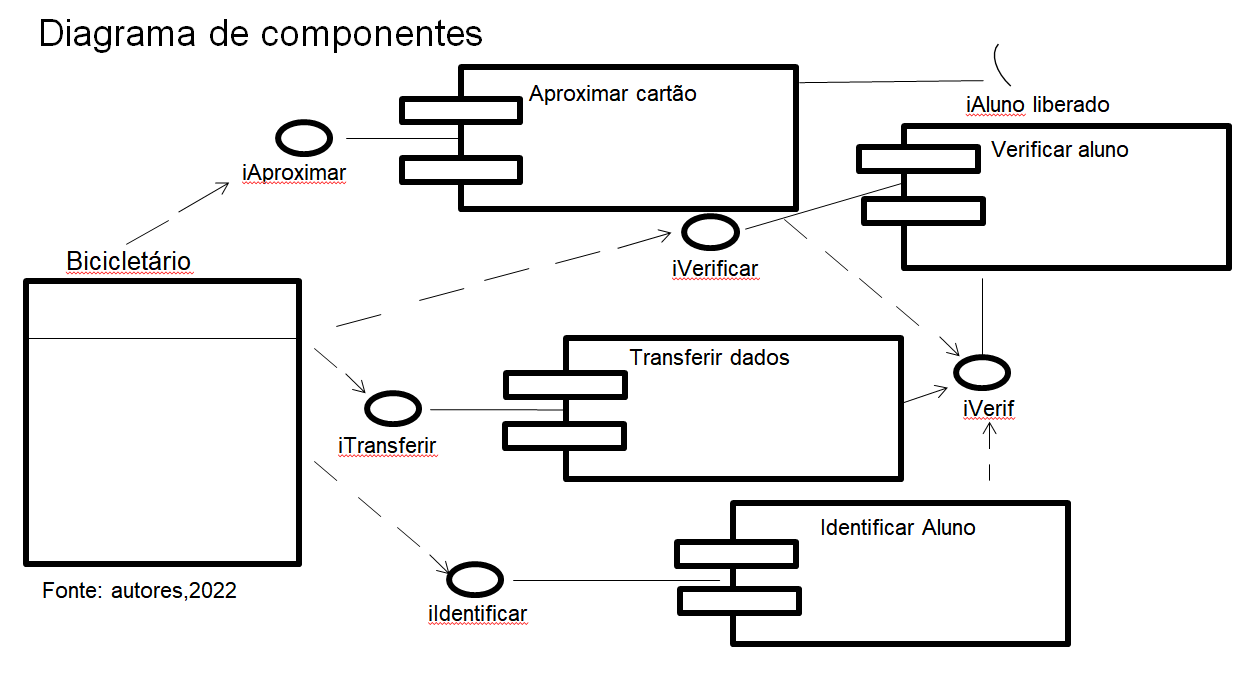 Diagrama de componentes
Aproximar cartão
iAluno liberado
Verificar aluno
iAproximar
Bicicletário
iVerificar
Transferir dados
iVerif
iTransferir
Identificar Aluno
Fonte: autores,2022
iIdentificar